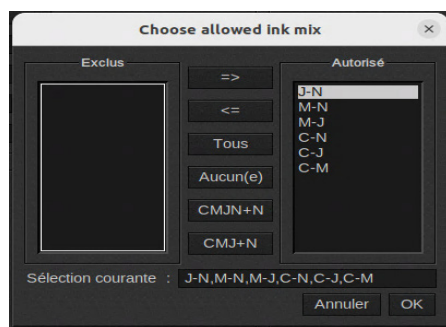 Choose allowed ink mix
Exclus
=>
<=
Tous
Aucun(e)
CMJN+N
CMJ+N
Autorisé
J-N
M-N
M-J
C-N
C-J
C-M
Sélection courante : J-N,M-N,M-J,C-N,C-J,C-M
Annuler OK